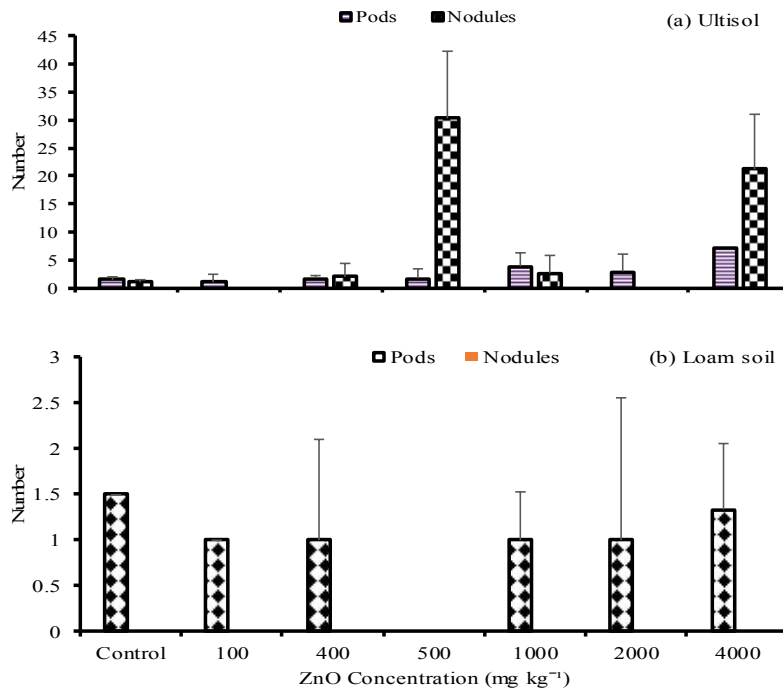 Pods Nodules (a) Ultisol
45
40
35
30
25
20
15
10
5
0
Number
Pods Nodules (b) Loam soil
3
2.5
2
1.5
1
0.5
0
Number
Control 100 400 500 1000 2000 4000
ZnO Concentration (mg kg⁻¹)